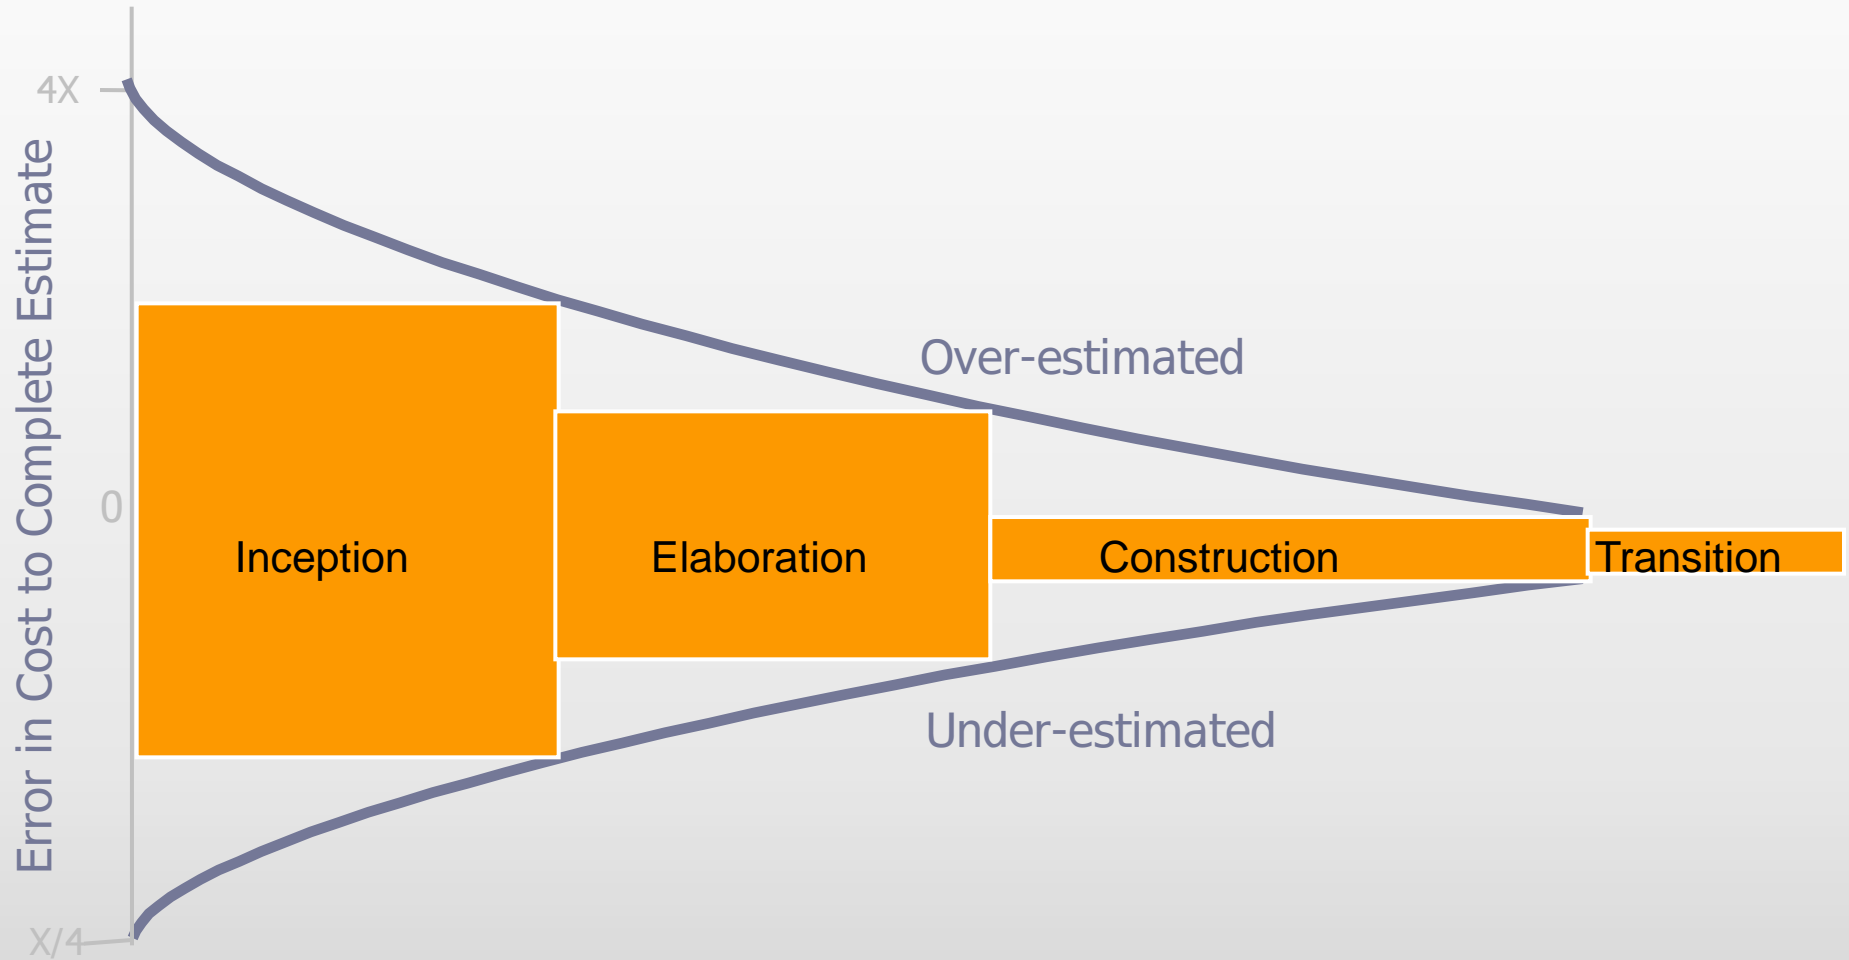 4X
Error in Cost to Complete Estimate
Over-estimated
0
Inception
Elaboration
Construction
Transition
Under-estimated
X/4